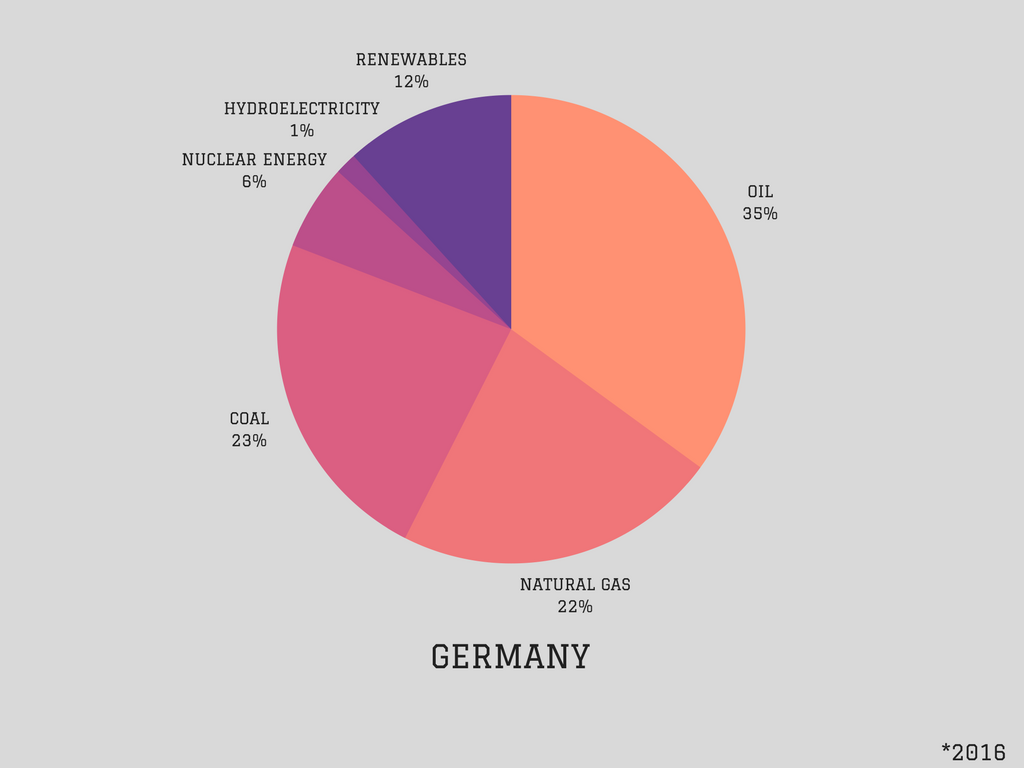 RENEWABLES
12%
HYDROELECTRICITY
1%
NUCLEAR ENERGY
6%
OIL
35%
COAL
23%
NATURAL GAS
22%
GERMANY
*2016